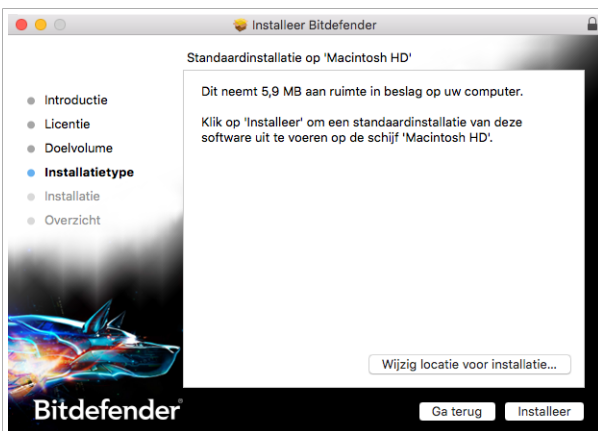 Installeer Bitdefender
Standaardinstallatie op 'Macintosh HD'
Introductie
Licentie
Doelvolume
Installatietype
Installatie
Overzicht
Dit neemt 5,9 MB aan ruimte in beslag op uw computer.
Klik op 'Installeer' om een standaardinstallatie van deze
software uit te voeren op de schijf 'Macintosh HD'.
Wijzig locatie voor installatie...
Bitdefender®
Ga terug
Installeer